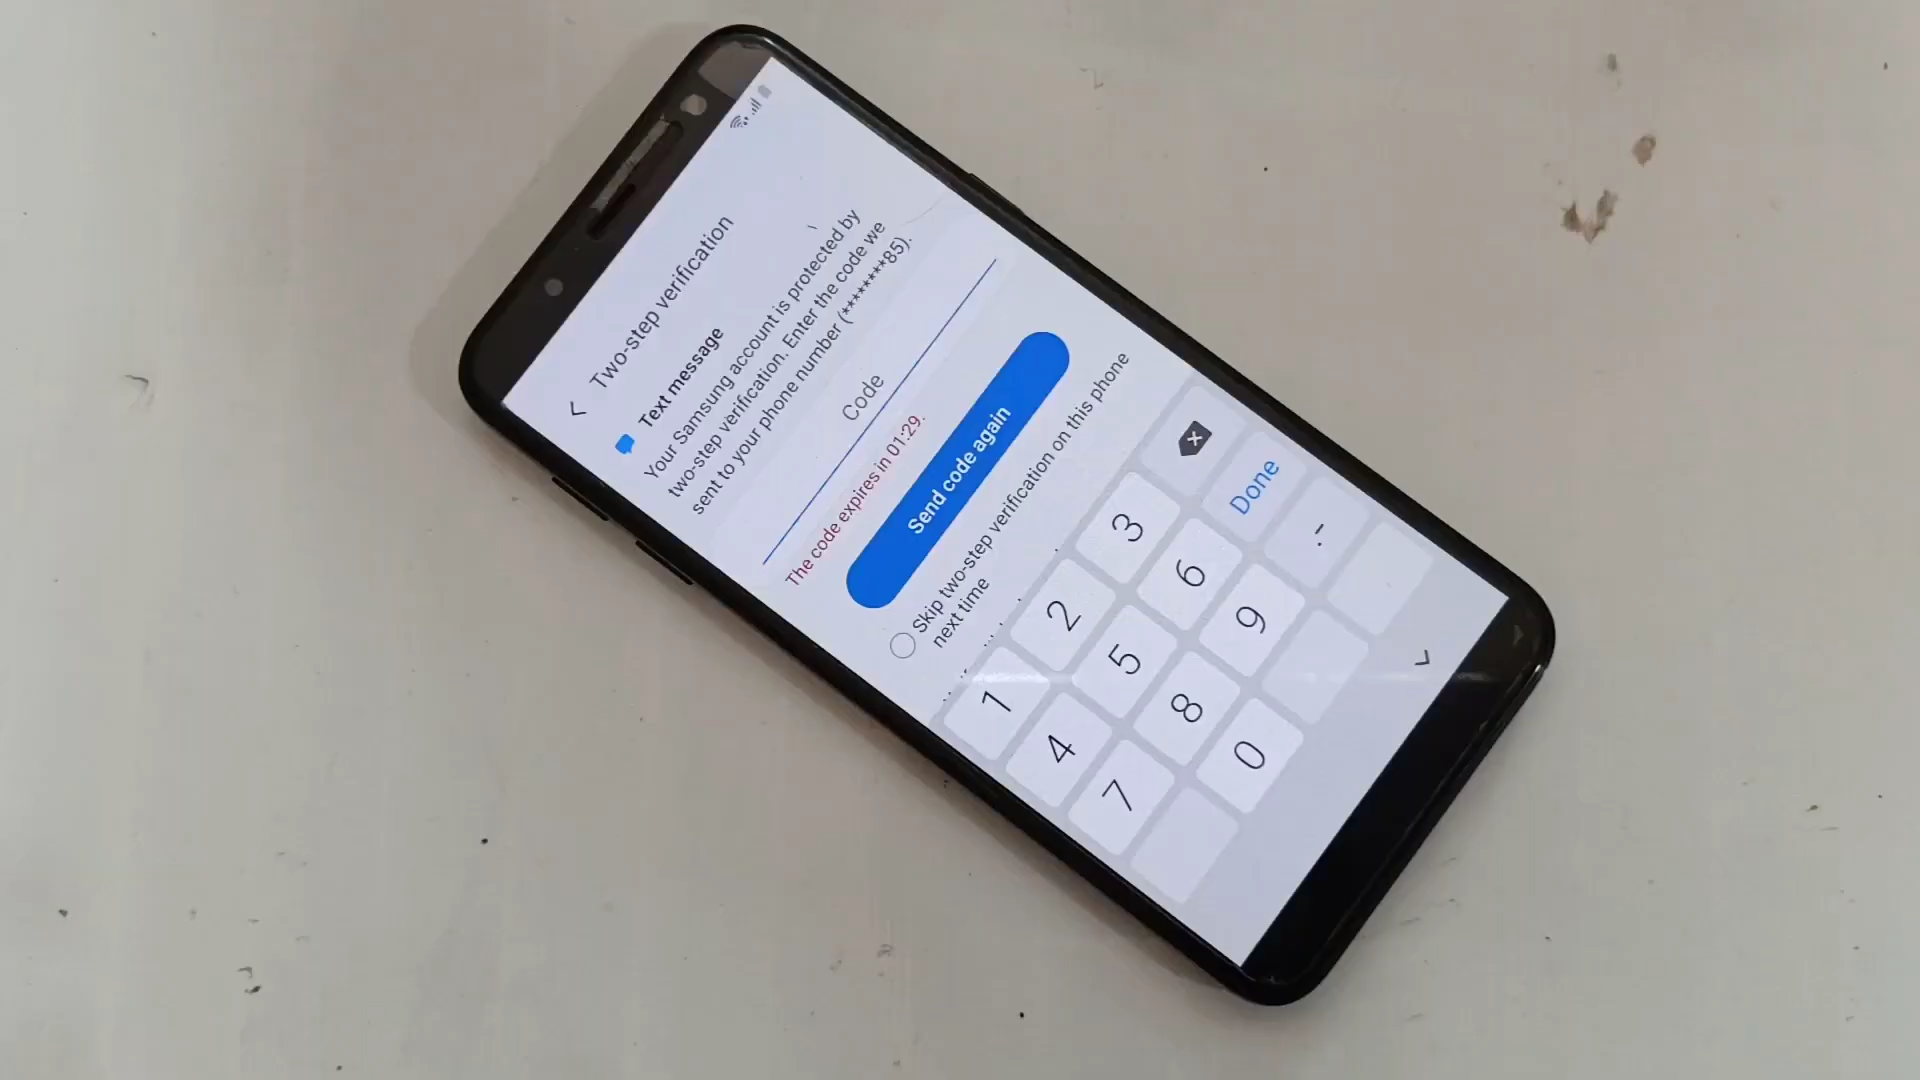 Two-step verification
Text message
Your Samsung account is protected by
two-step verification. Enter the code we
sent to your phone number (********85).
Code
The code expires in 01:29.
Send code again
Skip two-step verification on this phone
next time
1 2 3
4 5 6 Done
7 8 9 .-
0